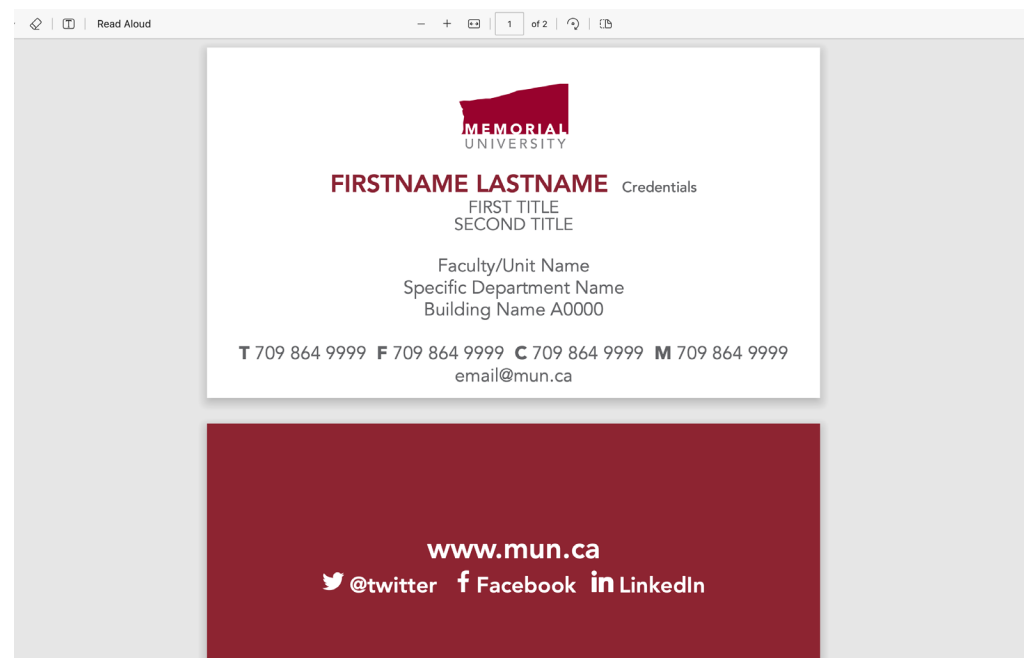 Read Aloud
1 of 2
MEMORIAL
UNIVERSITY
FIRSTNAME LASTNAME Credentials
FIRST TITLE
SECOND TITLE
Faculty/Unit Name
Specific Department Name
Building Name A0000
T 709 864 9999 F 709 864 9999 C 709 864 9999 M 709 864 9999
email@mun.ca
www.mun.ca
@twitter f Facebook in LinkedIn